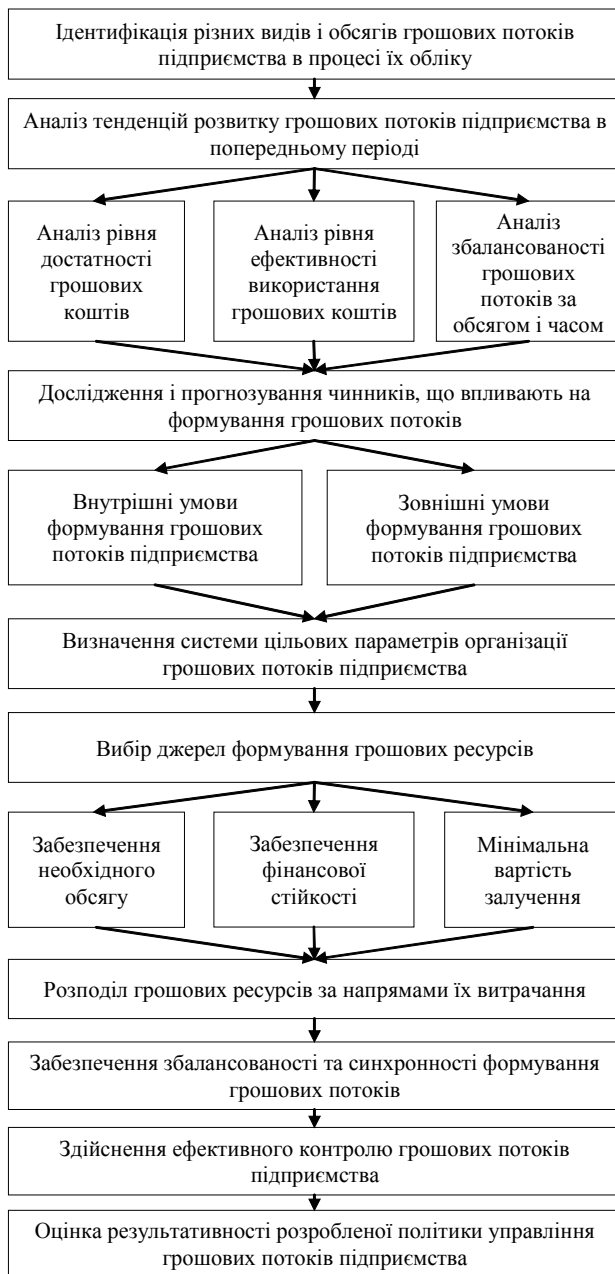 Ідентифікація різних видів і обсягів грошових потоків
підприємства в процесі їх обліку
Аналіз тенденцій розвитку грошових потоків підприємства в
попередньому періоді
Аналіз рівня
достатності
грошових
коштів
Аналіз рівня
ефективності
використання
грошових коштів
Аналіз
збалансованості
грошових
потоків за
обсягом і часом
Дослідження і прогнозування чинників, що впливають на
формування грошових потоків
Внутрішні умови
формування грошових
потоків підприємства
Зовнішні умови
формування грошових
потоків підприємства
Визначення системи цільових параметрів організації
грошових потоків підприємства
Вибір джерел формування грошових ресурсів
Забезпечення
необхідного
обсягу
Забезпечення
фінансової
стійкості
Мінімальна
вартість
залучення
Розподіл грошових ресурсів за напрямами їх витрачання
Забезпечення збалансованості та синхронності формування
грошових потоків
Здійснення ефективного контролю грошових потоків
підприємства
Оцінка результативності розробленої політики управління
грошових потоків підприємства